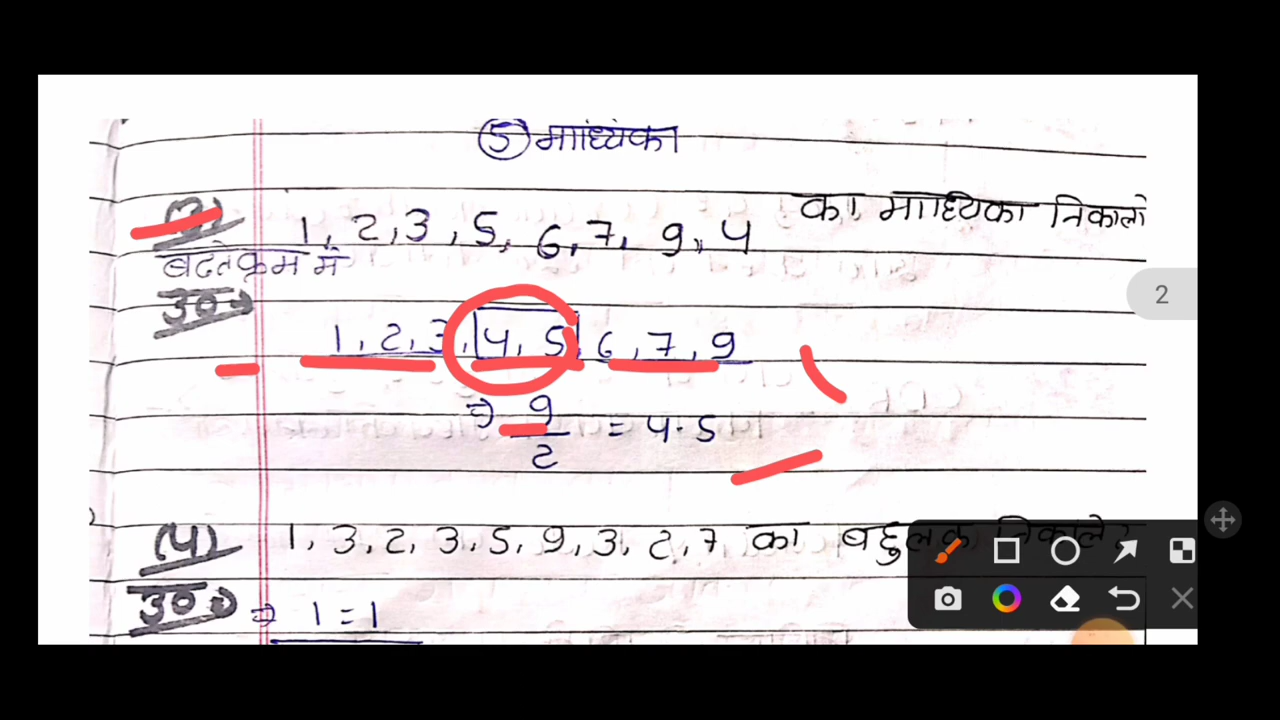 ⑤ माध्यिका
(3) 1, 2, 3, 5, 6, 7, 9, 4 का माध्यिका निकालो
बढते क्रम में
उ० → 1, 2, 3, 4, 5, 6, 7, 9
2
⇒ 9/2 = 4.5
(4) 1, 3, 2, 3, 5, 9, 3, 2, 7 का बहुलक
उ० → ⇒ 1 = 1